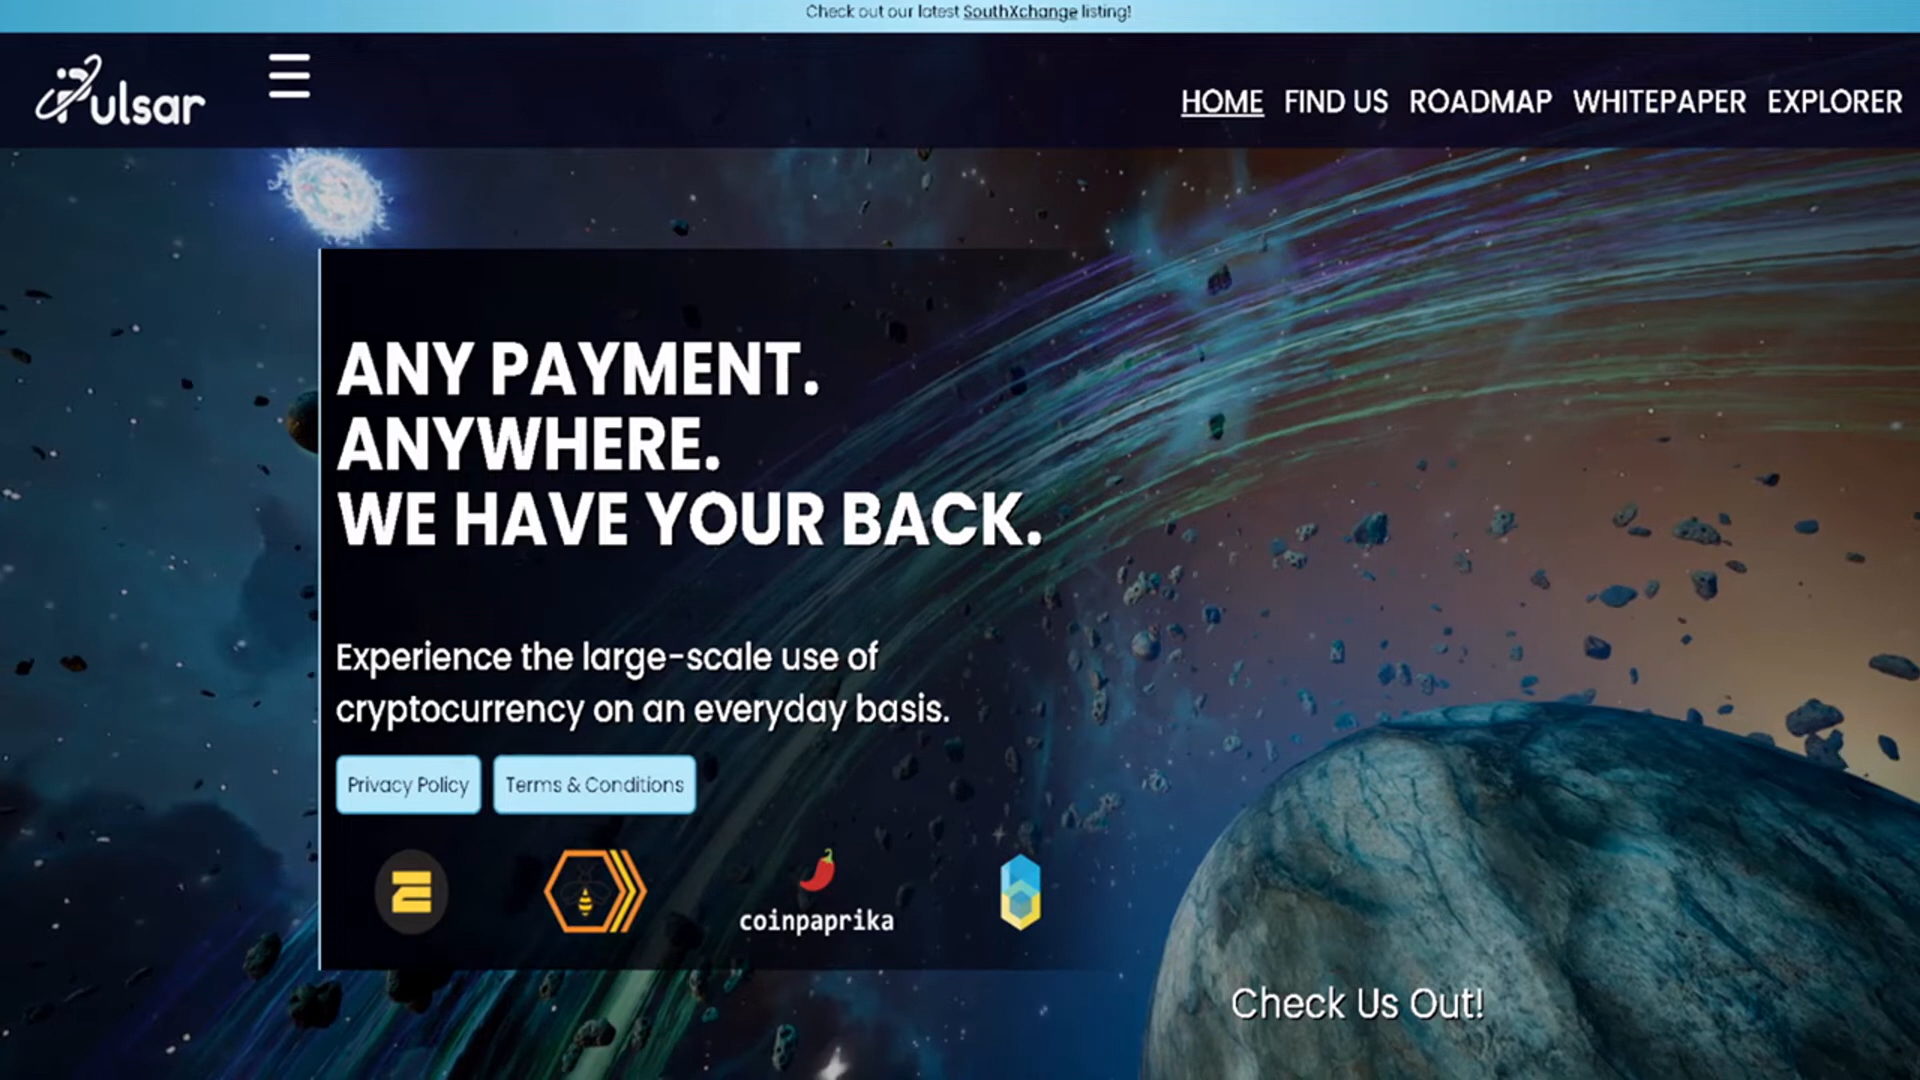 Check out our latest SouthXchange listing!
Pulsar
HOME FIND US ROADMAP WHITEPAPER EXPLORER
ANY PAYMENT.
ANYWHERE.
WE HAVE YOUR BACK.
Experience the large-scale use of
cryptocurrency on an everyday basis.
Privacy Policy Terms & Conditions
coinpaprika
Check Us Out!